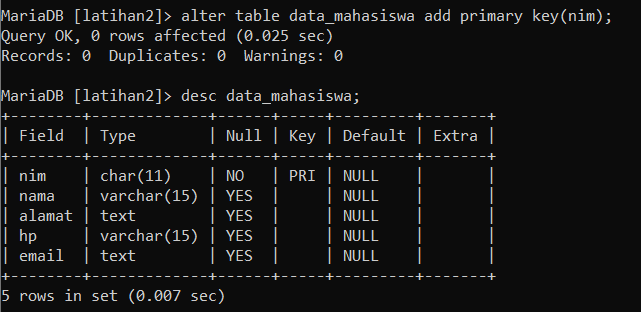 MariaDB [latihan2]> alter table data_mahasiswa add primary key(nim);
Query OK, 0 rows affected (0.025 sec)
Records: 0  Duplicates: 0  Warnings: 0

MariaDB [latihan2]> desc data_mahasiswa;
+--------+-------------+------+-----+---------+-------+
| Field  | Type        | Null | Key | Default | Extra |
+--------+-------------+------+-----+---------+-------+
| nim    | char(11)    | NO   | PRI | NULL    |       |
| nama   | varchar(15) | YES  |     | NULL    |       |
| alamat | text        | YES  |     | NULL    |       |
| hp     | varchar(15) | YES  |     | NULL    |       |
| email  | text        | YES  |     | NULL    |       |
+--------+-------------+------+-----+---------+-------+
5 rows in set (0.007 sec)